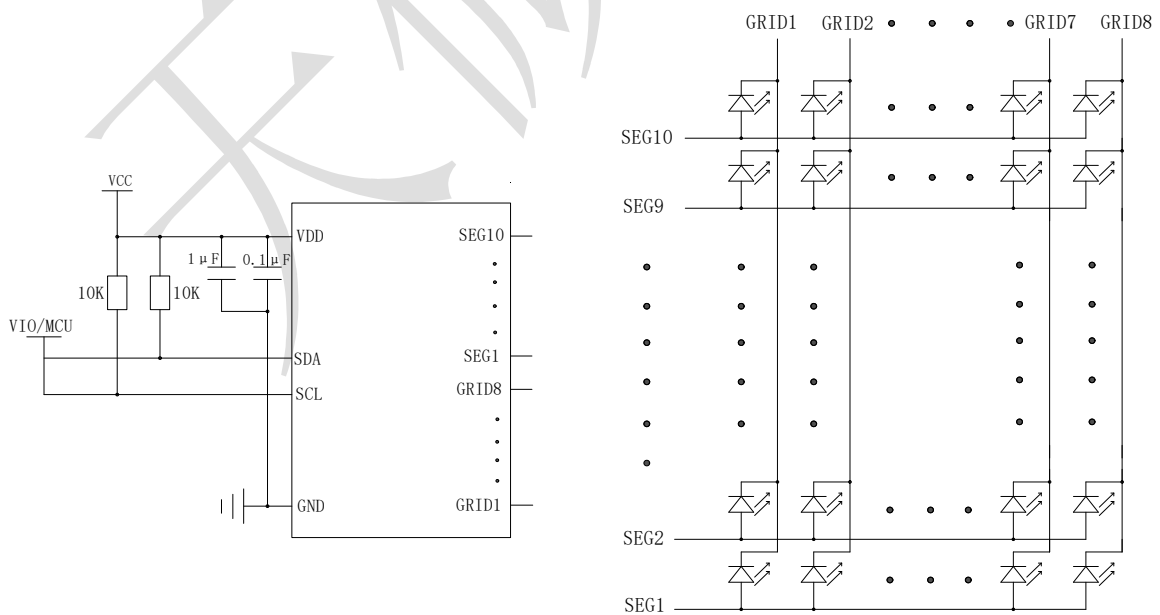 GRID1 GRID2 GRID7 GRID8
SEG10
SEG9
SEG2
SEG1
VCC
VDD
SEG10
1μF 0.1μF
10K 10K
VIO/MCU
SDA
SEG1
SCL
GRID8
GND
GRID1